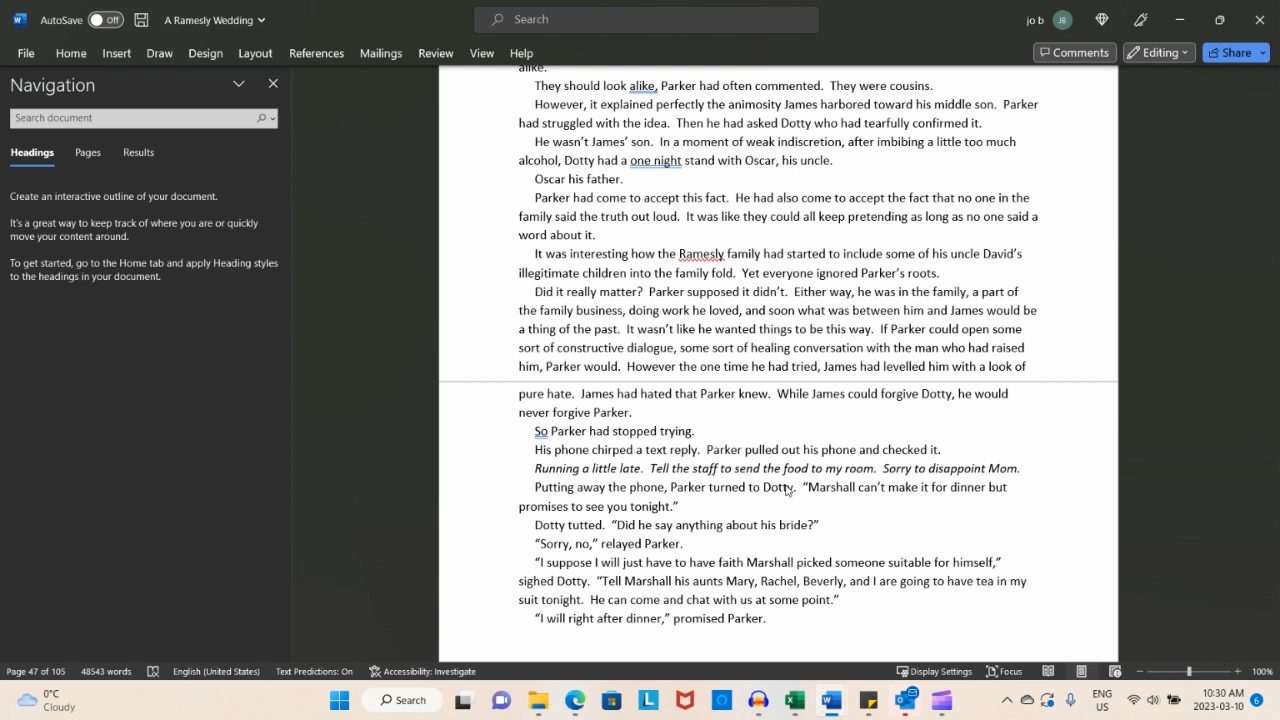 AutoSave Off A Ramesly Wedding Search jo b JB
File Home Insert Draw Design Layout References Mailings Review View Help Comments Editing Share
Navigation
Search document
Headings Pages Results
Create an interactive outline of your document.
It's a great way to keep track of where you are or quickly
move your content around.
To get started, go to the Home tab and apply Heading styles
to the headings in your document.
alike.
They should look alike, Parker had often commented. They were cousins.
However, it explained perfectly the animosity James harbored toward his middle son. Parker
had struggled with the idea. Then he had asked Dotty who had tearfully confirmed it.
He wasn't James' son. In a moment of weak indiscretion, after imbibing a little too much
alcohol, Dotty had a one night stand with Oscar, his uncle.
Oscar his father.
Parker had come to accept this fact. He had also come to accept the fact that no one in the
family said the truth out loud. It was like they could all keep pretending as long as no one said a
word about it.
It was interesting how the Ramesly family had started to include some of his uncle David's
illegitimate children into the family fold. Yet everyone ignored Parker's roots.
Did it really matter? Parker supposed it didn't. Either way, he was in the family, a part of
the family business, doing work he loved, and soon what was between him and James would be
a thing of the past. It wasn't like he wanted things to be this way. If Parker could open some
sort of constructive dialogue, some sort of healing conversation with the man who had raised
him, Parker would. However the one time he had tried, James had levelled him with a look of
pure hate. James had hated that Parker knew. While James could forgive Dotty, he would
never forgive Parker.
So Parker had stopped trying.
His phone chirped a text reply. Parker pulled out his phone and checked it.
Running a little late. Tell the staff to send the food to my room. Sorry to disappoint Mom.
Putting away the phone, Parker turned to Dotty. "Marshall can't make it for dinner but
promises to see you tonight."
Dotty tutted. "Did he say anything about his bride?"
"Sorry, no," relayed Parker.
"I suppose I will just have to have faith Marshall picked someone suitable for himself,"
sighed Dotty. "Tell Marshall his aunts Mary, Rachel, Beverly, and I are going to have tea in my
suit tonight. He can come and chat with us at some point."
"I will right after dinner," promised Parker.
Page 47 of 105 48543 words English (United States) Text Predictions: On Accessibility: Investigate Display Settings Focus 100%
0°C
Cloudy
Search
ENG
US
10:30 AM
2023-03-10
6